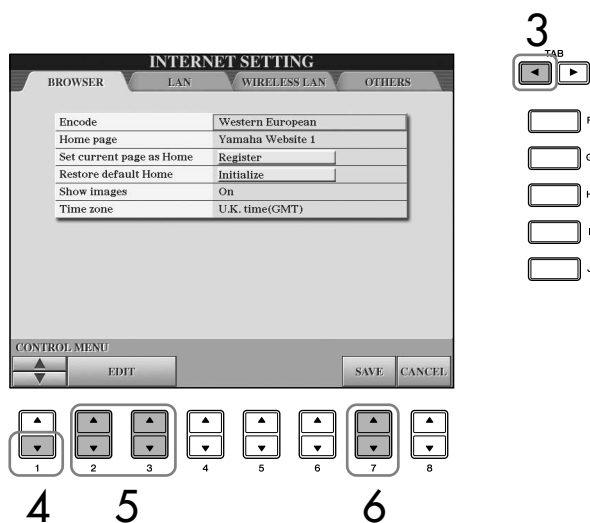 3
TAB
INTERNET SETTING
BROWSER LAN WIRELESS LAN OTHERS
Encode Western European
Home page Yamaha Website 1
Set current page as Home Register
Restore default Home Initialize
Show images On
Time zone U.K. time(GMT)
CONTROL MENU
EDIT SAVE CANCEL
1 2 3 4 5 6 7 8
4 5 6